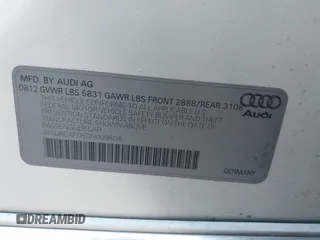 MFD. BY AUDI AG
0812 GVWR LBS 5831 GAWR LBS FRONT 2888/REAR 3108
THIS VEHICLE CONFORMS TO ALL APPLICABLE
FEDERAL MOTOR VEHICLE SAFETY, BUMPER, AND THEFT
PREVENTION STANDARDS IN EFFECT ON THE DATE OF
MANUFACTURE SHOWN ABOVE
PASSENGER CAR
Audi
GERMANY
DREAMBID